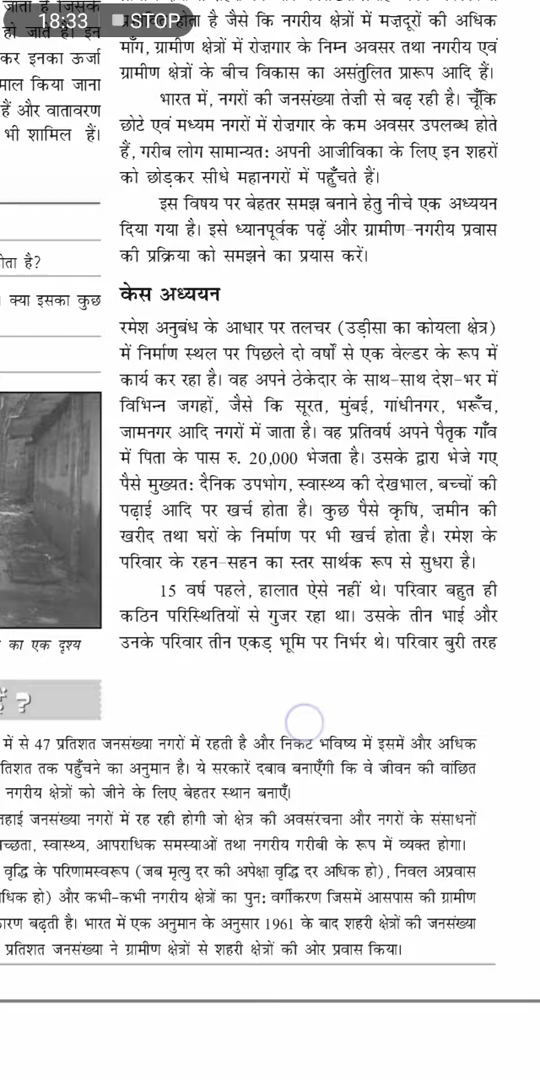 जाता है जिसके
हो जाते हैं। इन
कर इनका ऊर्जा
माल किया जाना
हैं और वातावरण
भी शामिल हैं।
होता है?
। क्या इसका कुछ
का एक दृश्य
18:33 STOP
होता है जैसे कि नगरीय क्षेत्रों में मज़दूरों की अधिक
माँग, ग्रामीण क्षेत्रों में रोज़गार के निम्न अवसर तथा नगरीय एवं
ग्रामीण क्षेत्रों के बीच विकास का असंतुलित प्रारूप आदि हैं।
भारत में, नगरों की जनसंख्या तेज़ी से बढ़ रही है। चूँकि
छोटे एवं मध्यम नगरों में रोज़गार के कम अवसर उपलब्ध होते
हैं, गरीब लोग सामान्यत: अपनी आजीविका के लिए इन शहरों
को छोड़कर सीधे महानगरों में पहुँचते हैं।
इस विषय पर बेहतर समझ बनाने हेतु नीचे एक अध्ययन
दिया गया है। इसे ध्यानपूर्वक पढ़ें और ग्रामीण-नगरीय प्रवास
की प्रक्रिया को समझने का प्रयास करें।
केस अध्ययन
रमेश अनुबंध के आधार पर तलचर (उड़ीसा का कोयला क्षेत्र)
में निर्माण स्थल पर पिछले दो वर्षों से एक वेल्डर के रूप में
कार्य कर रहा है। वह अपने ठेकेदार के साथ-साथ देश-भर में
विभिनन जगहों, जैसे कि सूरत, मुंबई, गांधीनगर, भरूँच,
जामनगर आदि नगरों में जाता है। वह प्रतिवर्ष अपने पैतृक गाँव
में पिता के पास रु. 20,000 भेजता है। उसके द्वारा भेजे गए
पैसे मुख्यत: दैनिक उपभोग, स्वास्थ्य की देखभाल, बच्चों की
पढ़ाई आदि पर खर्च होता है। कुछ पैसे कृषि, ज़मीन की
खरीद तथा घरों के निर्माण पर भी खर्च होता है। रमेश के
परिवार के रहन-सहन का स्तर सार्थक रूप से सुधरा है।
15 वर्ष पहले, हालात ऐसे नहीं थे। परिवार बहुत ही
कठिन परिस्थितियों से गुजर रहा था। उसके तीन भाई और
उनके परिवार तीन एकड़ भूमि पर निर्भर थे। परिवार बुरी तरह
?
में से 47 प्रतिशत जनसंख्या नगरों में रहती है और निकट भविष्य में इसमें और अधिक
तिशत तक पहुँचने का अनुमान है। ये सरकारें दबाव बनाएँगी कि वे जीवन की वांछित
नगरीय क्षेत्रों को जीने के लिए बेहतर स्थान बनाएँ।
तहाई जनसंख्या नगरों में रह रही होगी जो क्षेत्र की अवसंरचना और नगरों के संसाधनों
च्छता, स्वास्थ्य, आपराधिक समस्याओं तथा नगरीय गरीबी के रूप में व्यक्त होगा।
वृद्धि के परिणामस्वरूप (जब मृत्यु दर की अपेक्षा वृद्धि दर अधिक हो), निवल अप्रवास
धिक हो) और कभी-कभी नगरीय क्षेत्रों का पुन: वर्गीकरण जिसमें आसपास की ग्रामीण
कारण बढ़ती है। भारत में एक अनुमान के अनुसार 1961 के बाद शहरी क्षेत्रों की जनसंख्या
प्रतिशत जनसंख्या ने ग्रामीण क्षेत्रों से शहरी क्षेत्रों की ओर प्रवास किया।